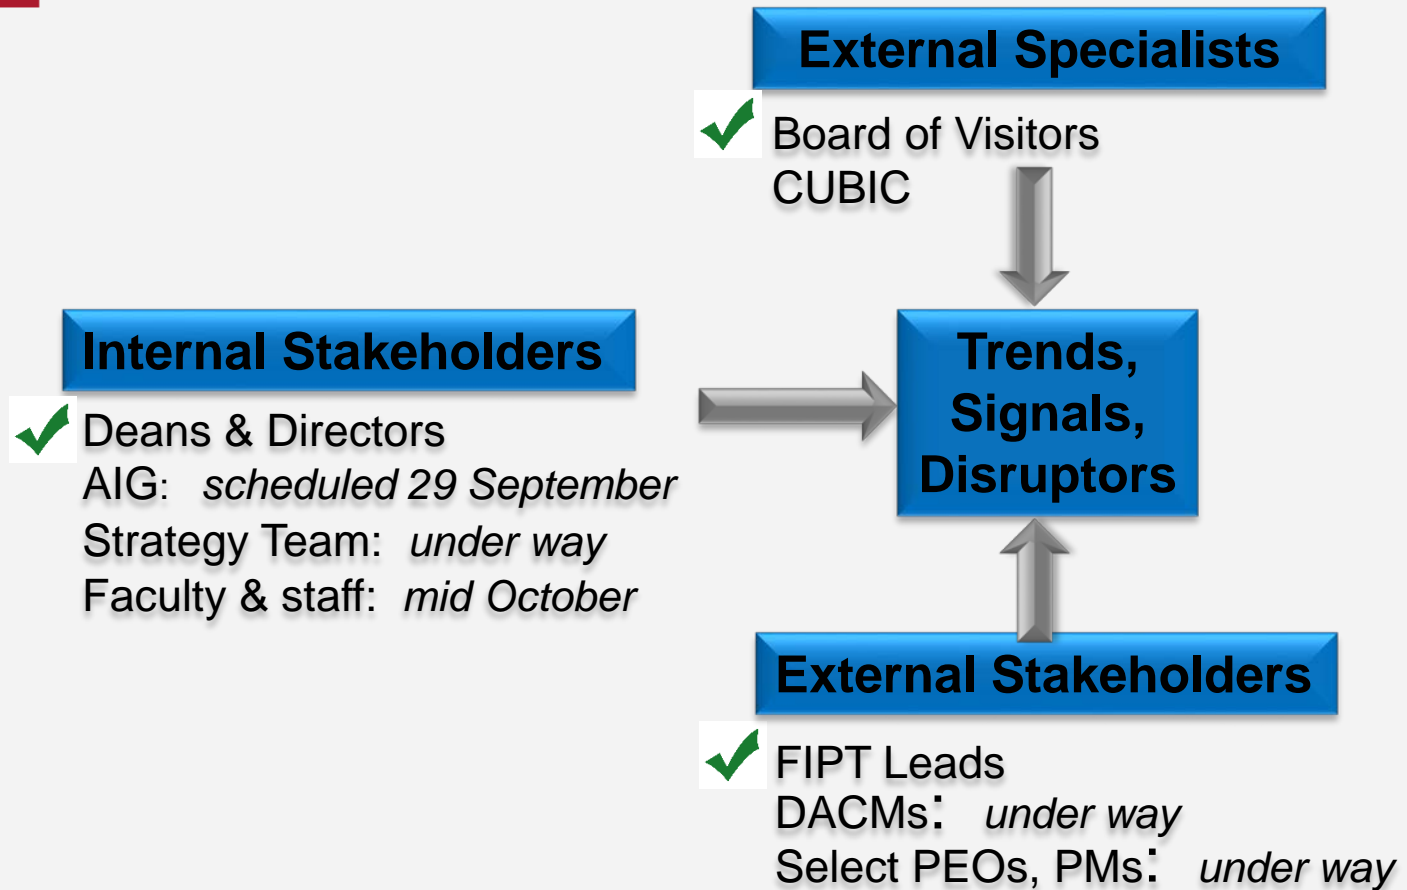 External Specialists
Board of Visitors
CUBIC
Internal Stakeholders
Deans & Directors
AIG: scheduled 29 September
Strategy Team: under way
Faculty & staff: mid October
Trends,
Signals,
Disruptors
External Stakeholders
FIPT Leads
DACMs: under way
Select PEOs, PMs: under way